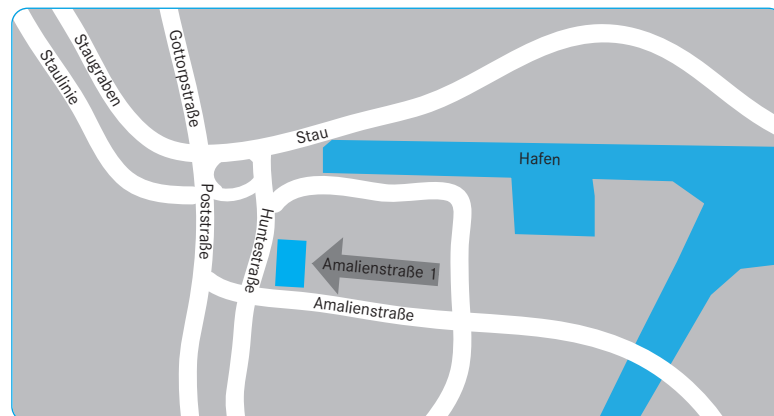 Gottorpstraße
Staugraben
Staulinie
Stau
Hafen
Poststraße
Huntestraße
Amalienstraße 1
Amalienstraße